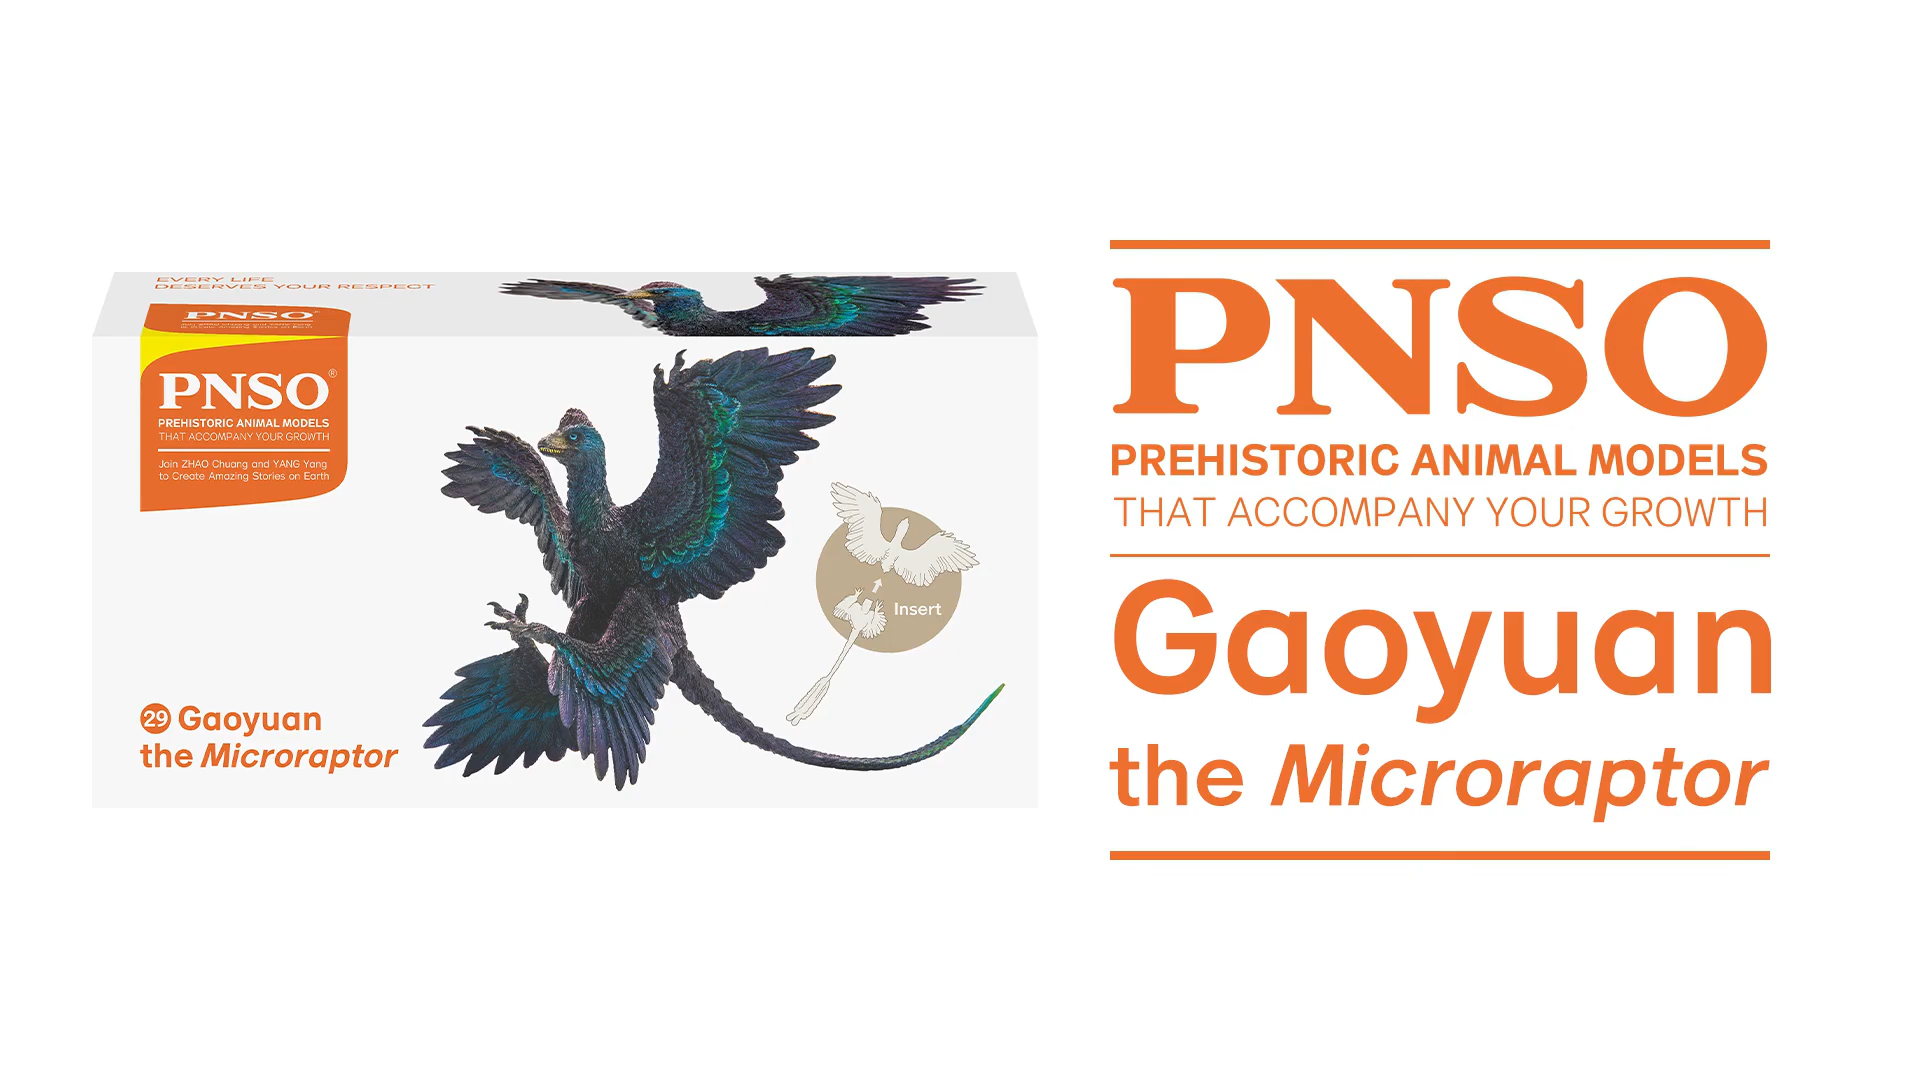 EVERY LIFE
DESERVES YOUR RESPECT
PNSO®
PNSO®
PREHISTORIC ANIMAL MODELS
THAT ACCOMPANY YOUR GROWTH
Join ZHAO Chuang and YANG Yang
to Create Amazing Stories on Earth
Insert
29 Gaoyuan
the Microraptor
PNSO
PREHISTORIC ANIMAL MODELS
THAT ACCOMPANY YOUR GROWTH
Gaoyuan
the Microraptor